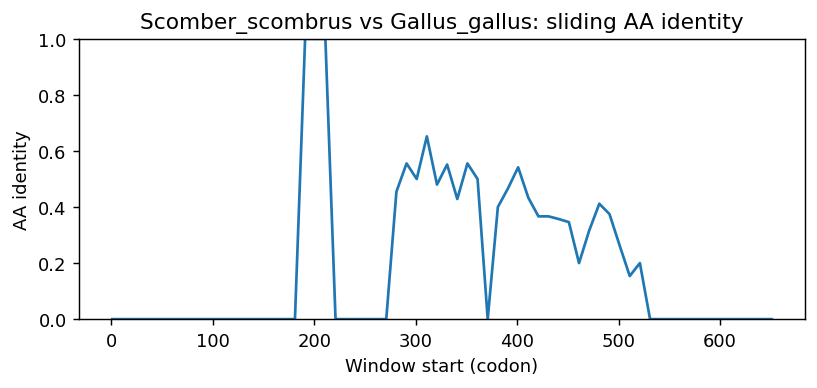 Scomber_scombrus vs Gallus_gallus: sliding AA identity
AA identity
1.0
0.8
0.6
0.4
0.2
0.0
0 100 200 300 400 500 600
Window start (codon)